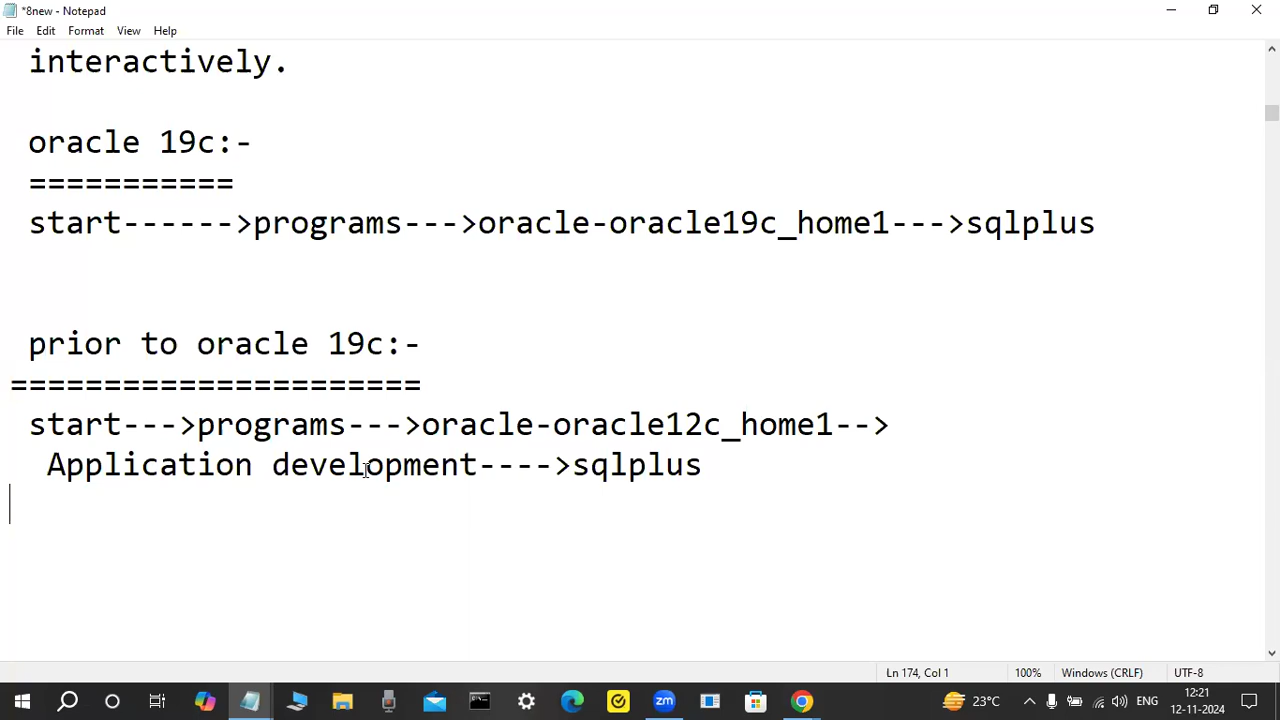 *8new - Notepad
File Edit Format View Help
interactively.
oracle 19c:-
===========
start------>programs--->oracle-oracle19c_home1--->sqlplus
prior to oracle 19c:-
======================
start--->programs--->oracle-oracle12c_home1-->
Application development---->sqlplus
Ln 174, Col 1 100% Windows (CRLF) UTF-8
zm 23°C ENG 12:21
12-11-2024